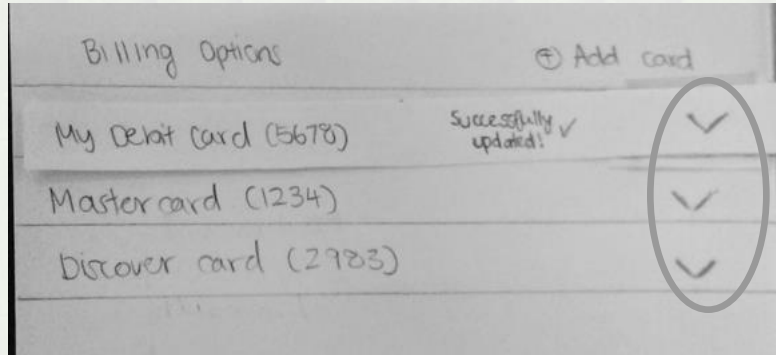 Billing Options
⊕ Add card
My Debit Card (5678)
Successfully
updated! ✓
Mastercard (1234)
Discover card (2983)